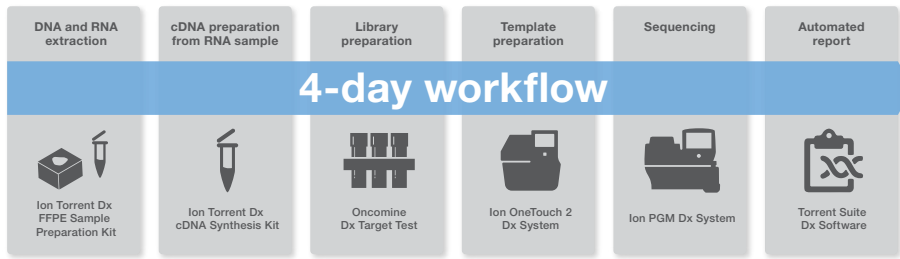 DNA and RNA
extraction
cDNA preparation
from RNA sample
Library
preparation
Template
preparation
Sequencing
Automated
report
4-day workflow
Ion Torrent Dx
FFPE Sample
Preparation Kit
Ion Torrent Dx
cDNA Synthesis Kit
Oncomine
Dx Target Test
Ion OneTouch 2
Dx System
Ion PGM Dx System
Torrent Suite
Dx Software